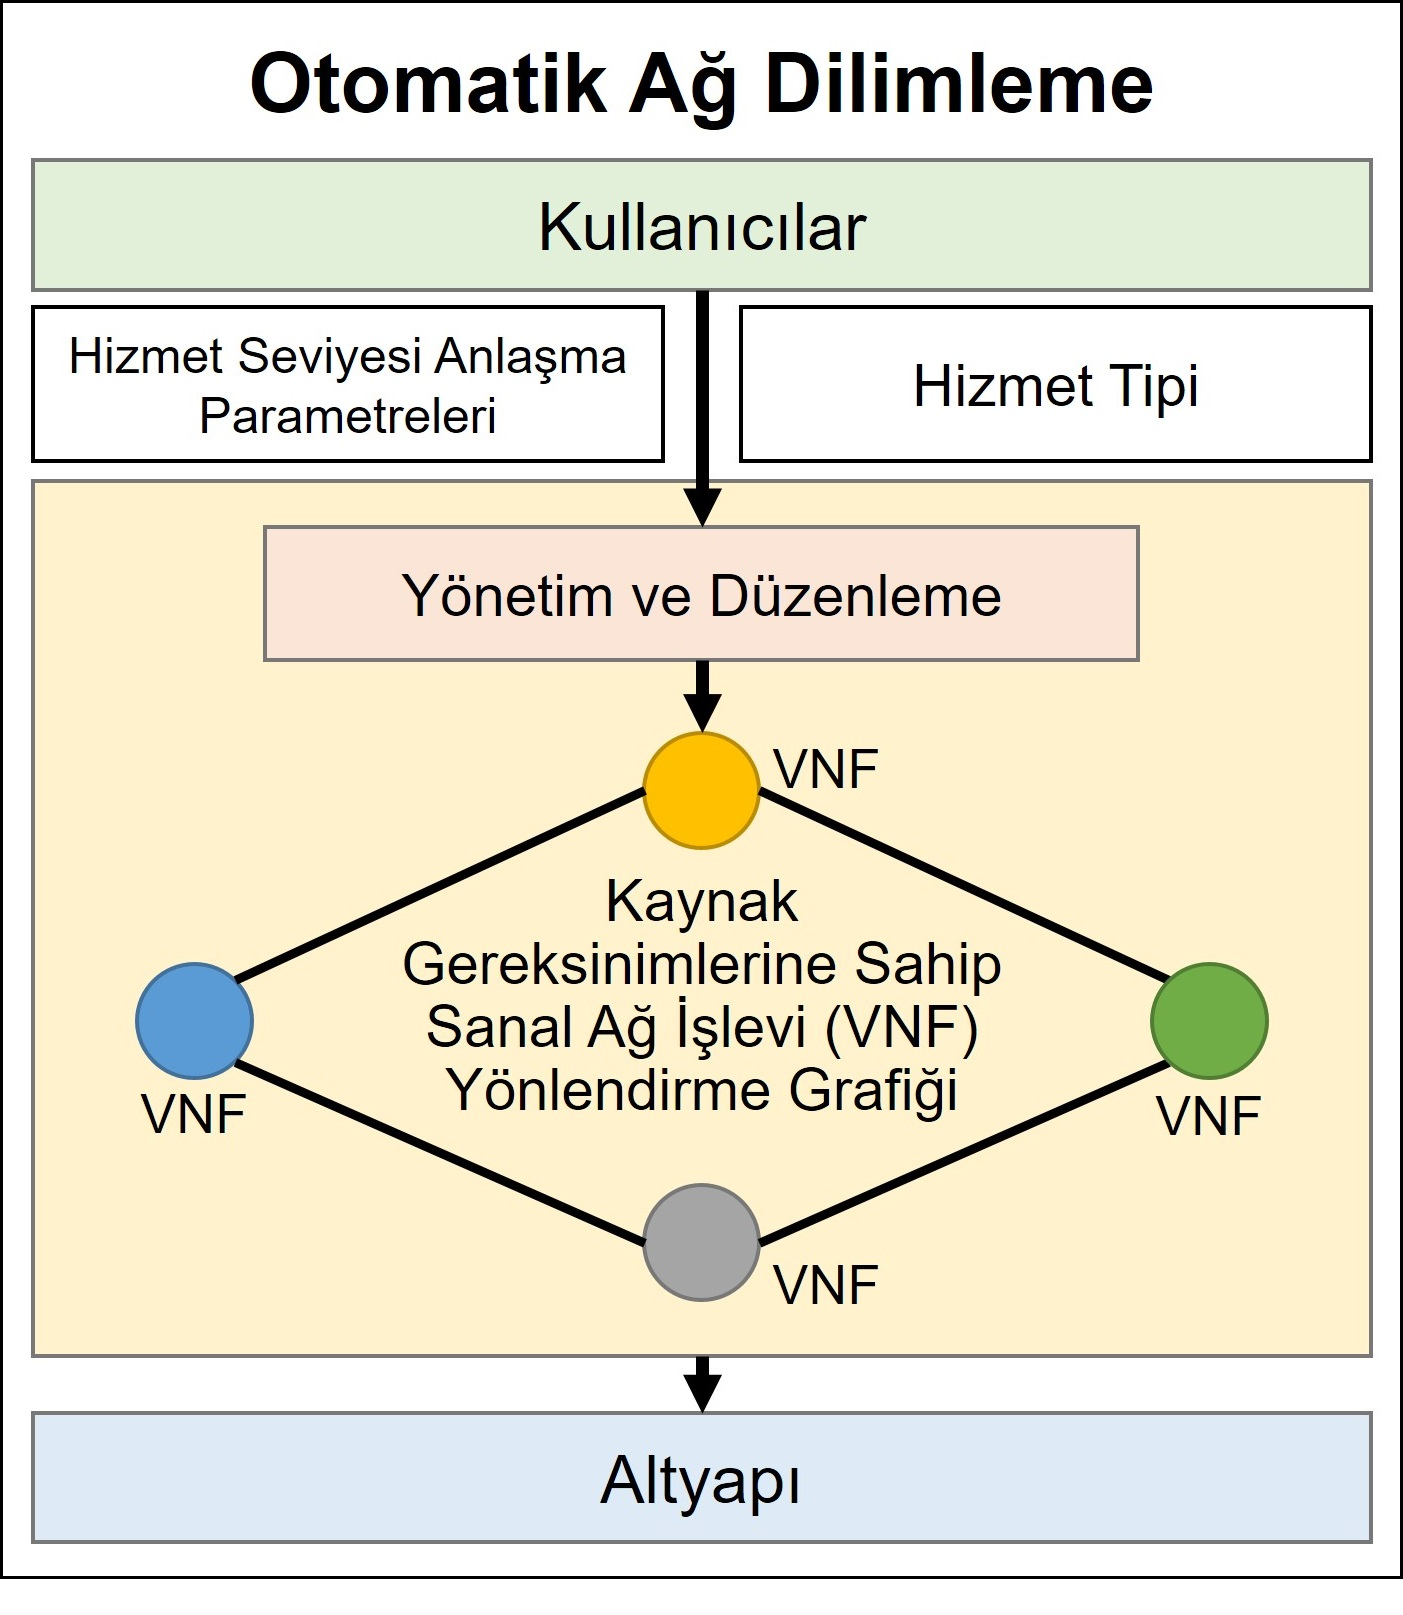 Otomatik Ağ Dilimleme
Kullanıcılar
Hizmet Seviyesi Anlaşma
Parametreleri
Hizmet Tipi
Yönetim ve Düzenleme
VNF
Kaynak
Gereksinimlerine Sahip
Sanal Ağ İşlevi (VNF)
Yönlendirme Grafiği
VNF
VNF
VNF
Altyapı